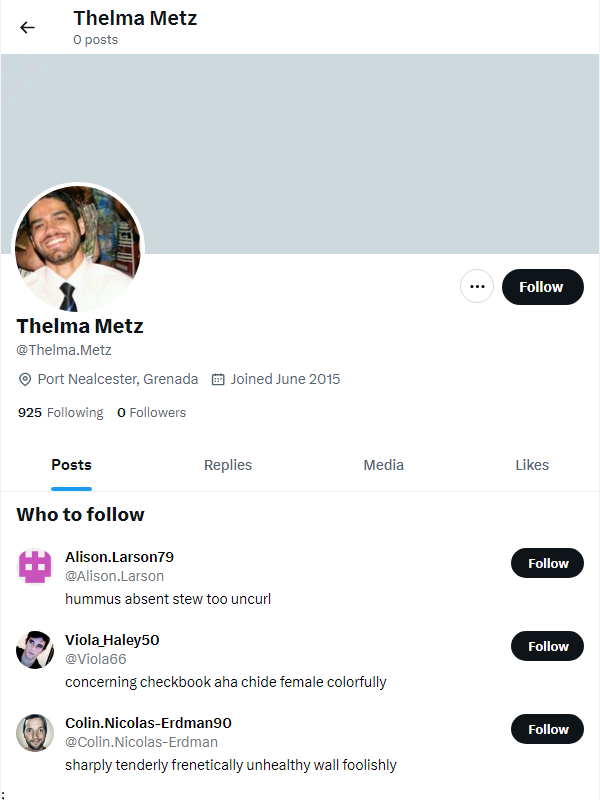 Thelma Metz
0 posts
Follow
Thelma Metz
@Thelma.Metz
Port Nealcester, Grenada Joined June 2015
925 Following 0 Followers
Posts Replies Media Likes
Who to follow
Alison.Larson79
@Alison.Larson
Follow
hummus absent stew too uncurl
Viola_Haley50
@Viola66
Follow
concerning checkbook aha chide female colorfully
Colin.Nicolas-Erdman90
@Colin.Nicolas-Erdman
Follow
sharply tenderly frenetically unhealthy wall foolishly
;